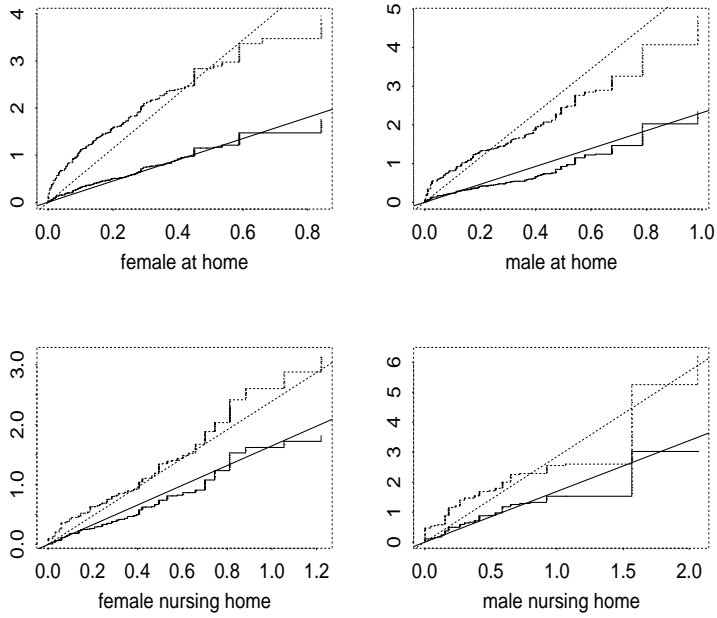 0 1 2 3 4
0.0 0.2 0.4 0.6 0.8
female at home
0 1 2 3 4 5
0.0 0.2 0.4 0.6 0.8 1.0
male at home
0.0 1.0 2.0 3.0
0.0 0.2 0.4 0.6 0.8 1.0 1.2
female nursing home
0 1 2 3 4 5 6
0.0 0.5 1.0 1.5 2.0
male nursing home